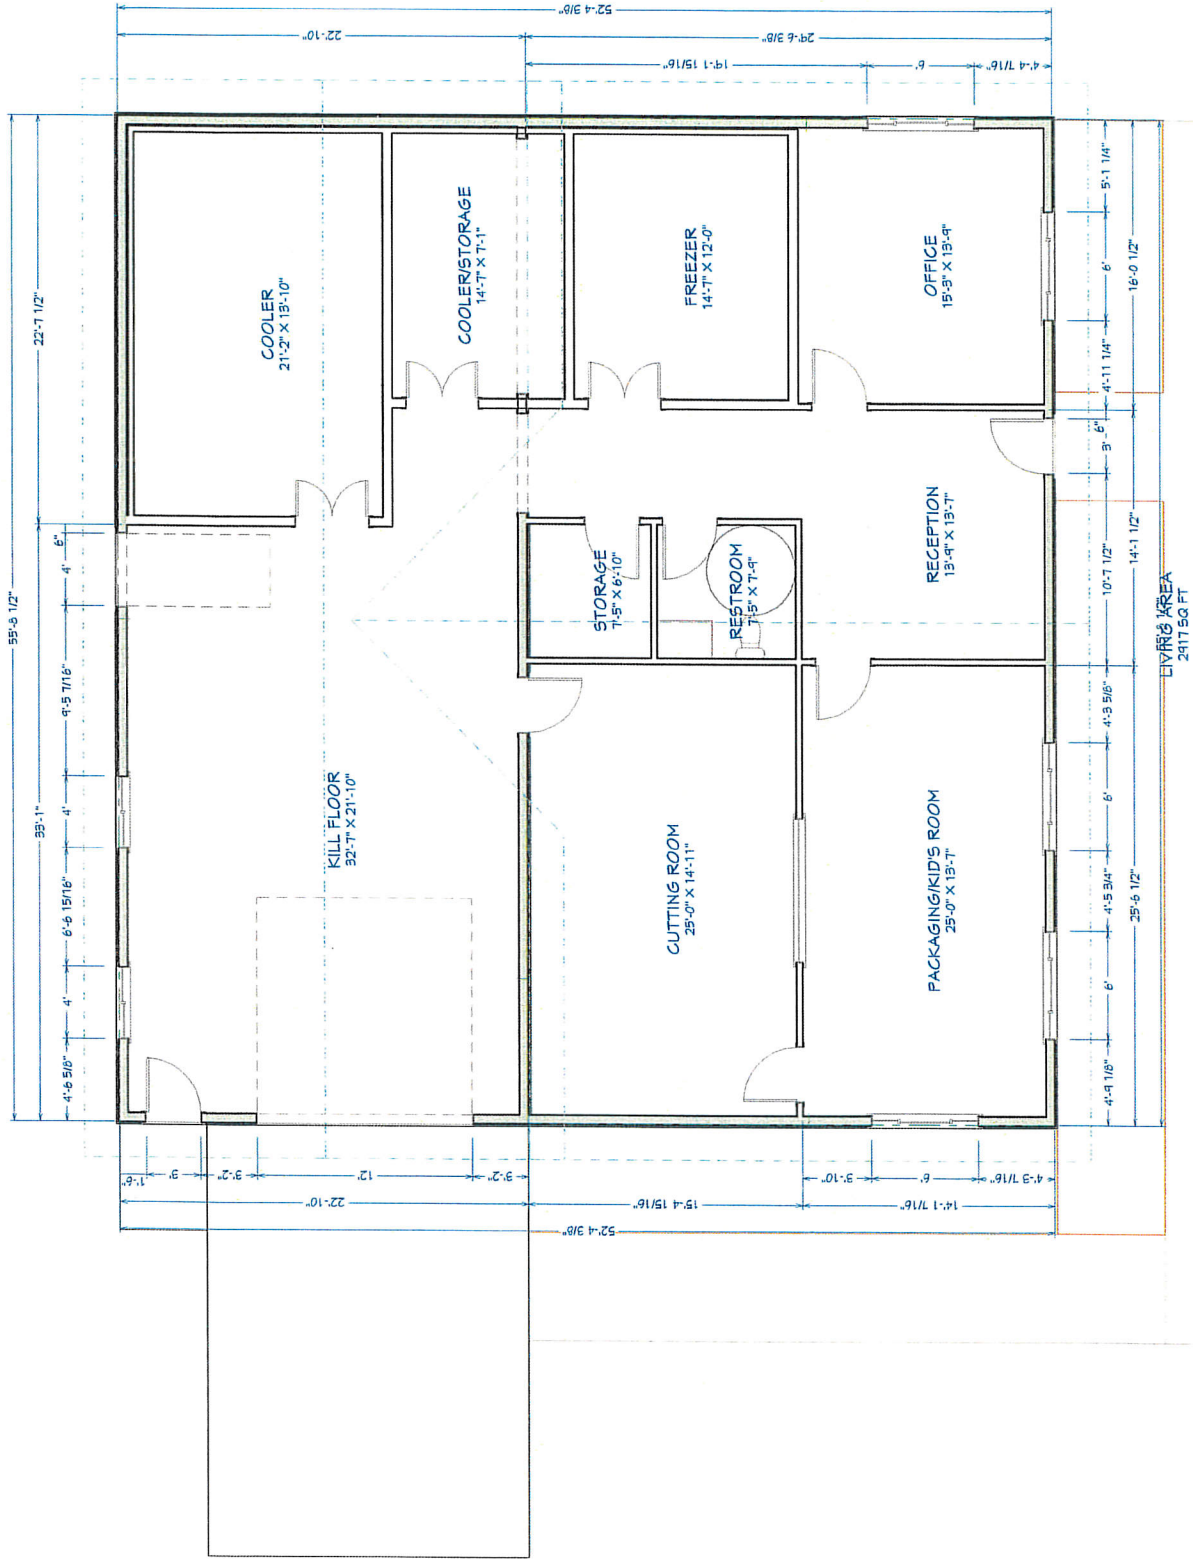 52'-4 3/8"
22'-10"
29'-6 3/8"
19'-1 15/16"
6'
4'-4 7/16"
55'-8 1/2"
33'-1"
22'-7 1/2"
4'-6 5/8"
4'
6'-6 15/16"
4'
9'-5 7/16"
4'
6"
COOLER
21'-2" X 13'-10"
COOLER/STORAGE
14'-7" X 7'-1"
FREEZER
14'-7" X 12'-0"
OFFICE
15'-3" X 13'-9"
KILL FLOOR
32'-7" X 21'-10"
STORAGE
7'-5" X 6'-10"
RESTROOM
7'-5" X 7'-9"
RECEPTION
13'-9" X 13'-7"
CUTTING ROOM
25'-0" X 14'-11"
PACKAGING/KID'S ROOM
25'-0" X 13'-7"
4'-9 1/8"
6'
4'-5 3/4"
6'
4'-3 5/8"
10'-7 1/2"
3'
6"
4'-11 1/4"
6'
5'-1 1/4"
25'-6 1/2"
14'-1 1/2"
16'-0 1/2"
LIVING AREA
2917 SQ FT
1'-6"
3'
3'-2"
12'
3'-2"
3'-10"
6'
4'-3 7/16"
22'-10"
15'-4 15/16"
14'-1 7/16"
52'-4 3/8"